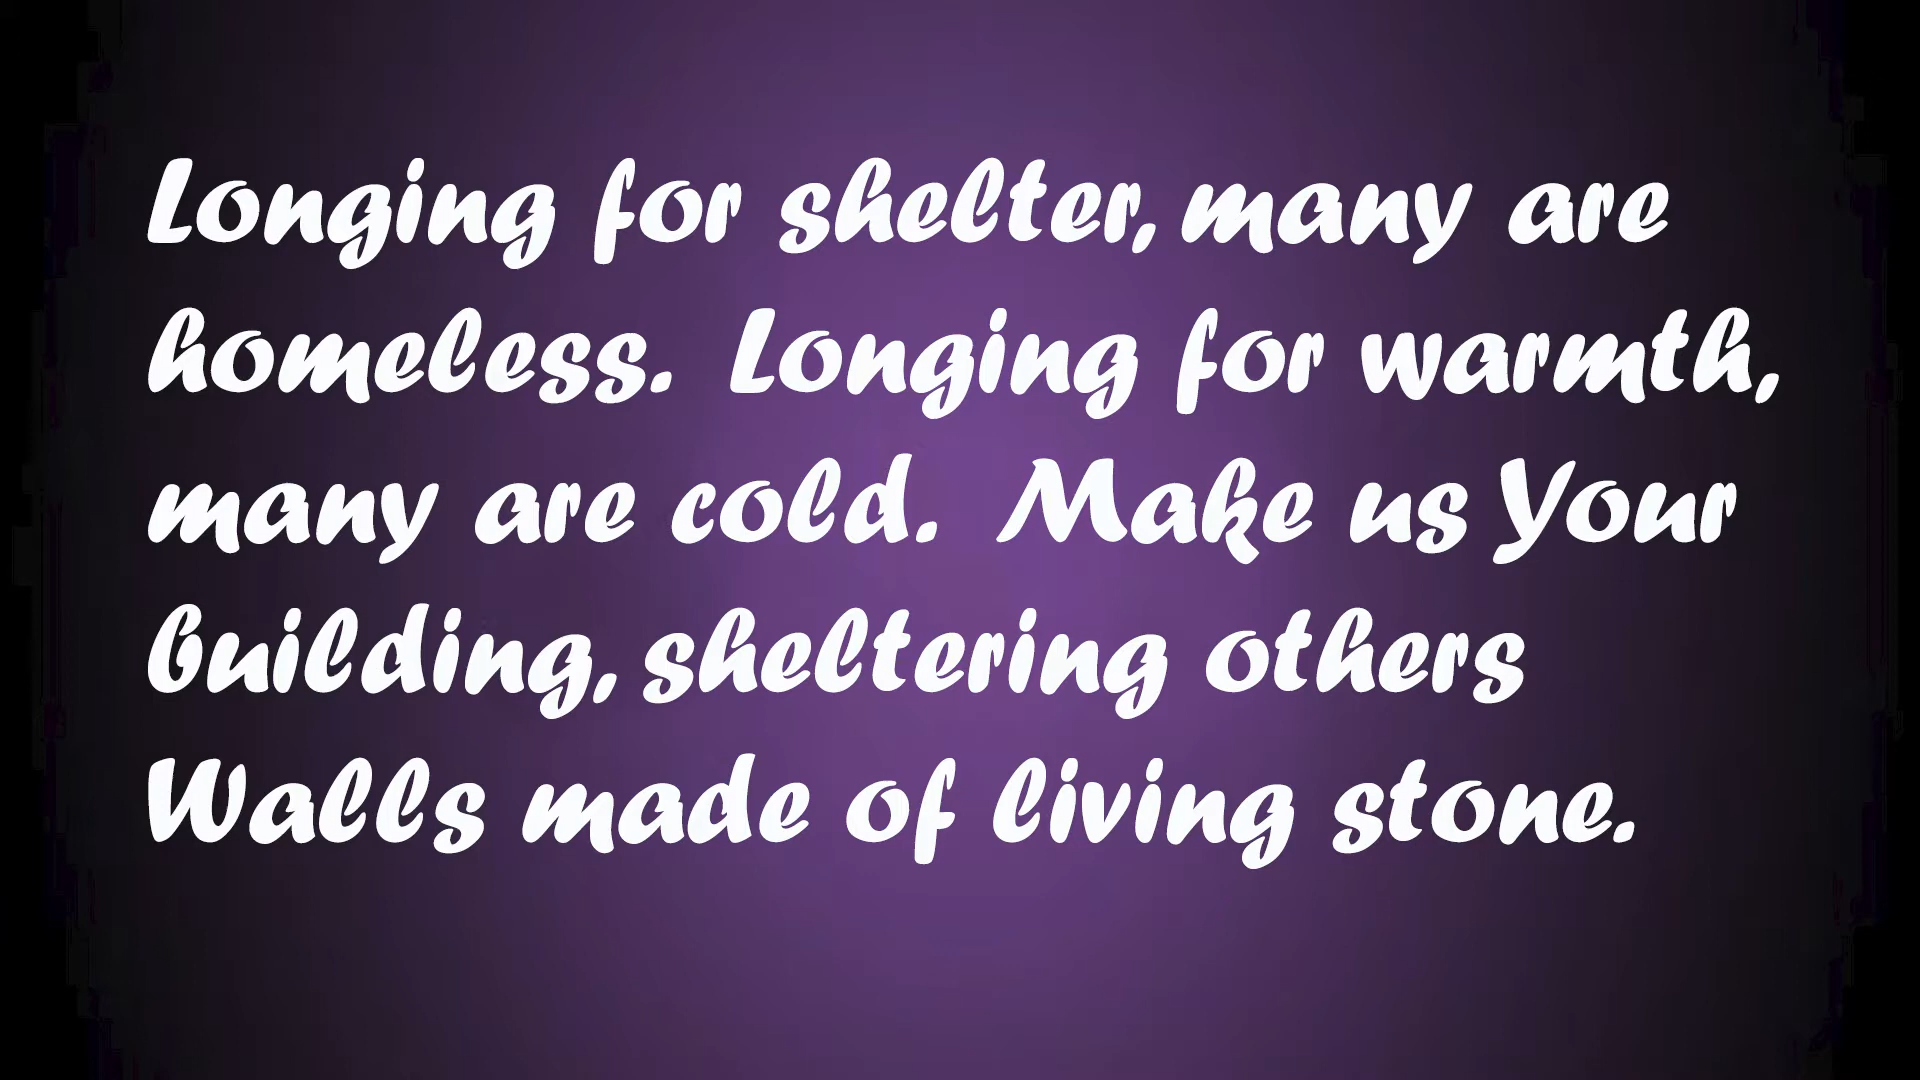 Longing for shelter, many are
homeless.  Longing for warmth,
many are cold.  Make us Your
building, sheltering others
Walls made of living stone.